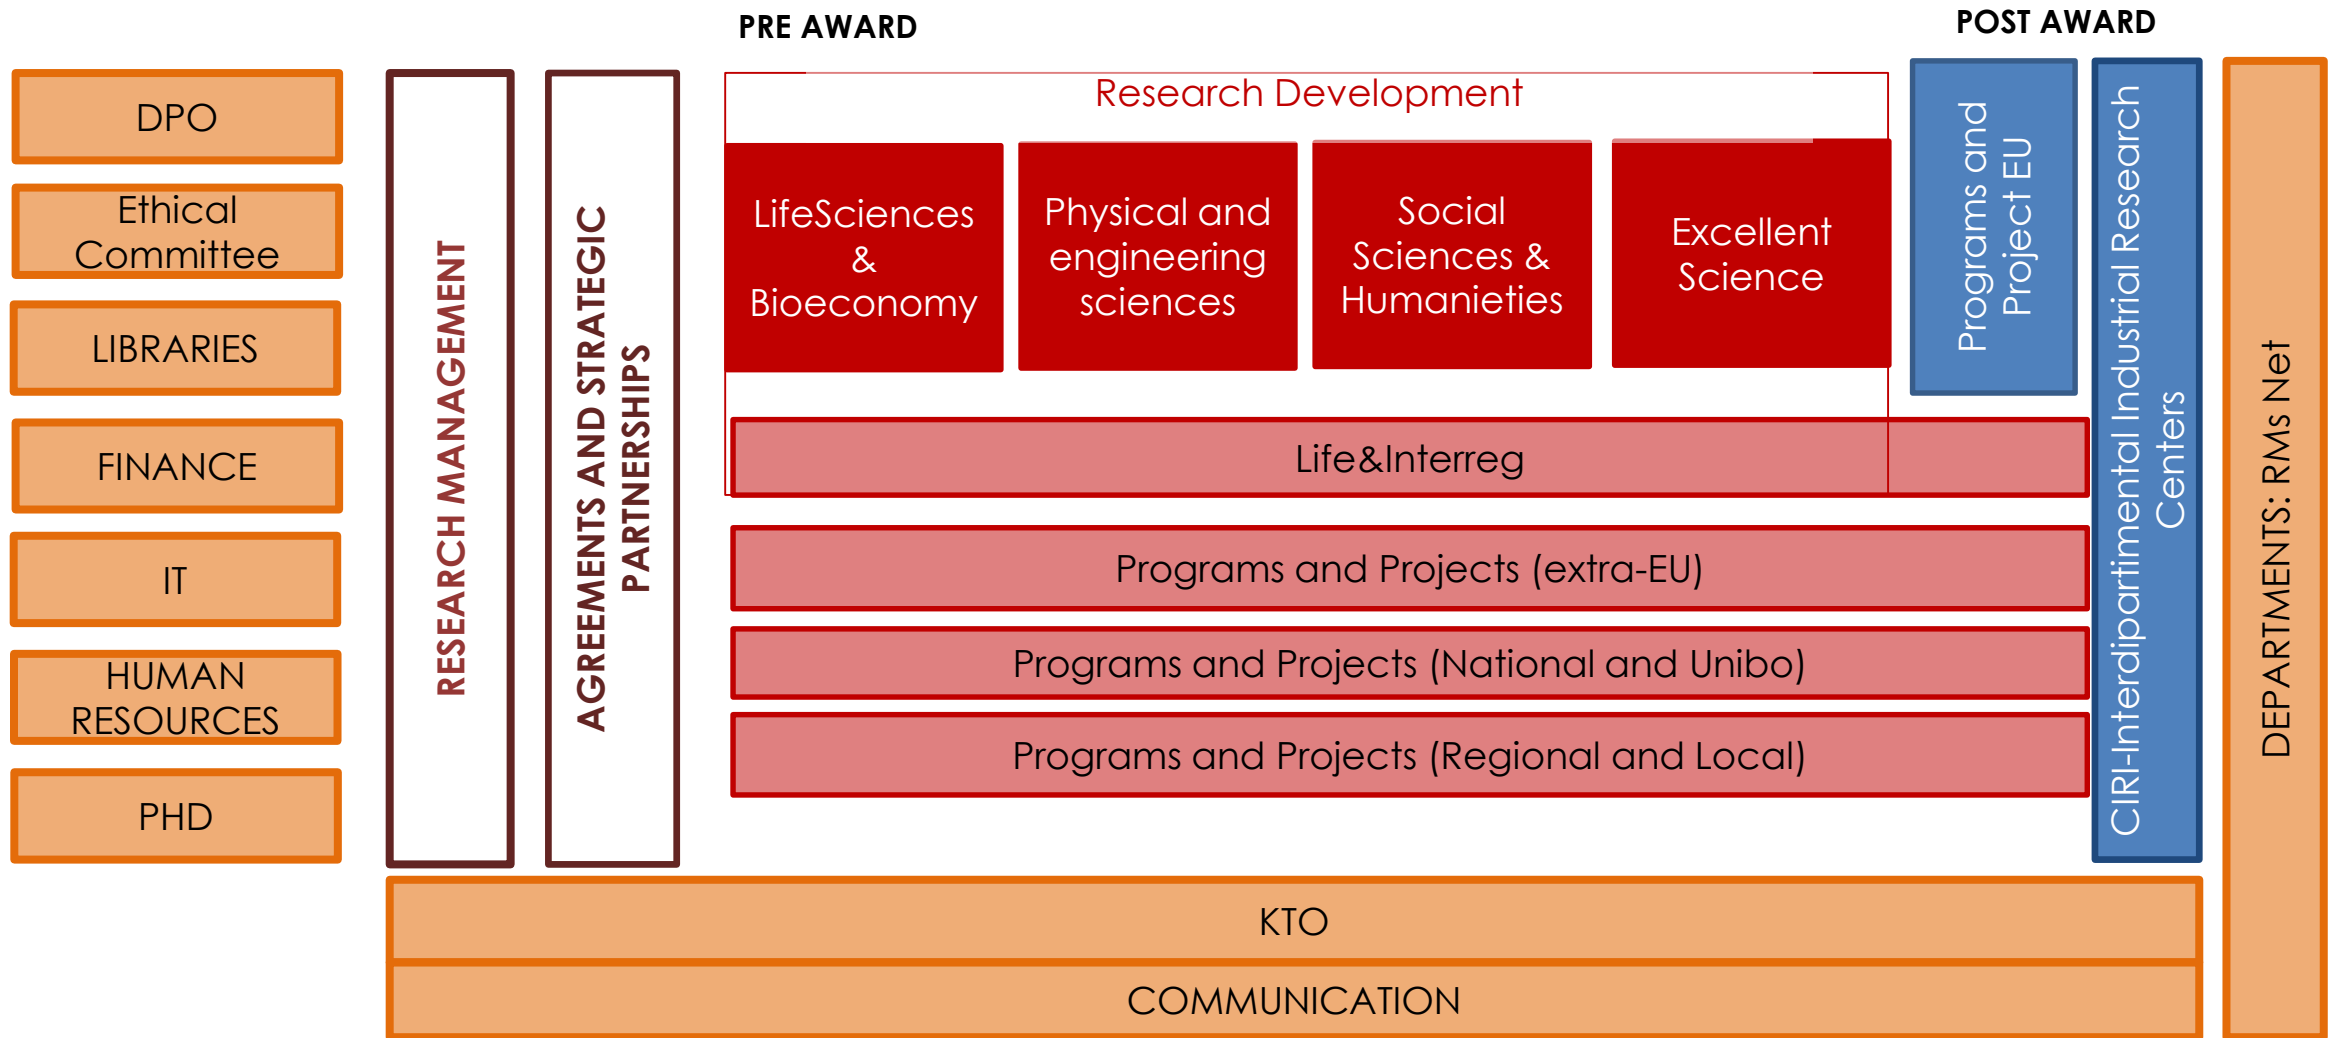 PRE AWARD
POST AWARD
DPO
Ethical
Committee
LIBRARIES
FINANCE
IT
HUMAN
RESOURCES
PHD
RESEARCH MANAGEMENT
AGREEMENTS AND STRATEGIC
PARTNERSHIPS
Research Development
LifeSciences
&
Bioeconomy
Physical and
engineering
sciences
Social
Sciences &
Humanieties
Excellent
Science
Life&Interreg
Programs and Projects (extra-EU)
Programs and Projects (National and Unibo)
Programs and Projects (Regional and Local)
Programs and
Project EU
CIRI-Interdipartimental Industrial Research
Centers
DEPARTMENTS: RMs Net
KTO
COMMUNICATION